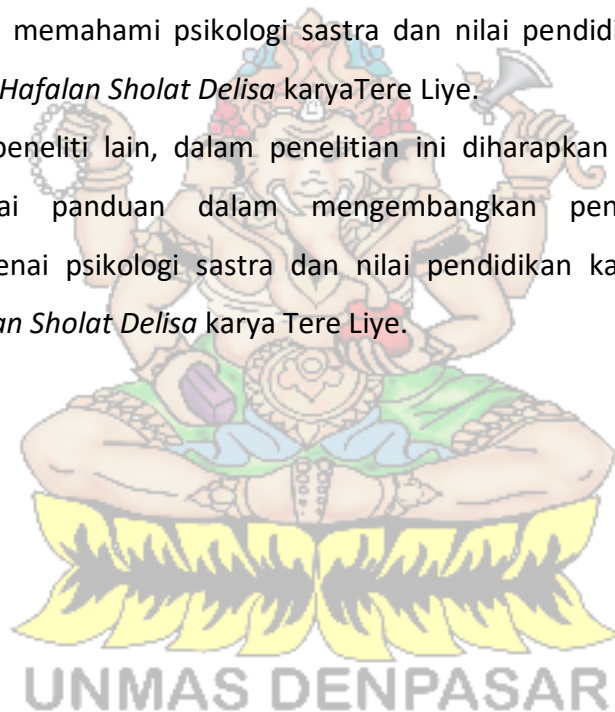 memahami psikologi sastra dan nilai pendidi
Hafalan Sholat Delisa karyaTere Liye.
peneliti lain, dalam penelitian ini diharapkan
ai panduan dalam mengembangkan pen
enai psikologi sastra dan nilai pendidikan ka
an Sholat Delisa karya Tere Liye.
UNMAS DENPASAR